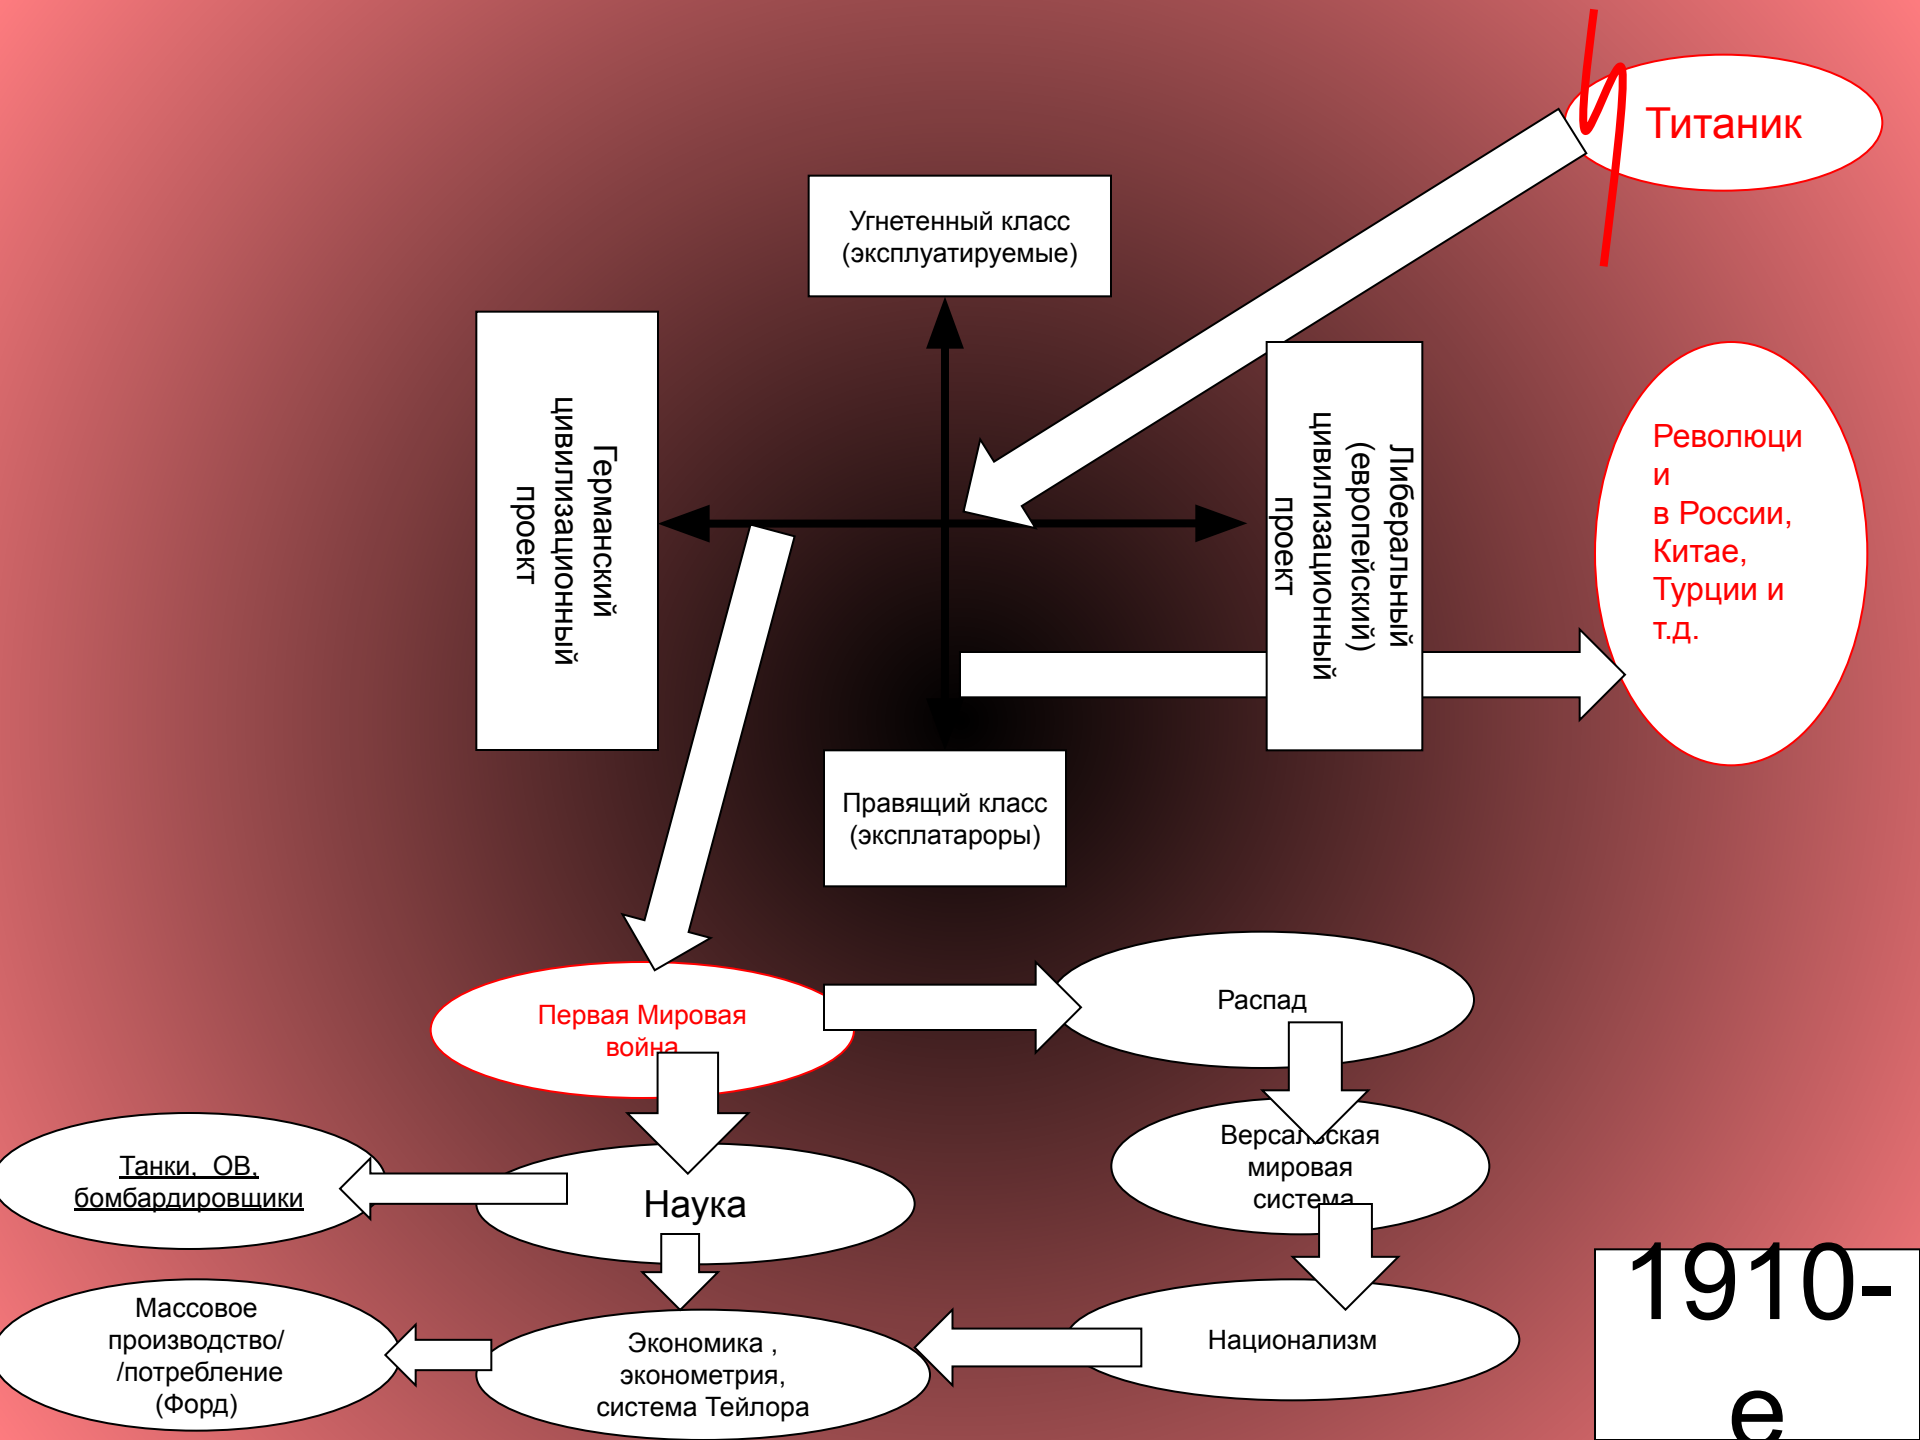 Титаник
Угнетенный класс
(эксплуатируемые)
Германский
цивилизационный
проект
Либеральный
(европейский)
цивилизационный
проект
Революци
и
в России,
Китае,
Турции и
т.д.
Правящий класс
(эксплатароры)
Первая Мировая
война
Распад
Танки, ОВ,
бомбардировщики
Наука
Версальская
мировая
система
Массовое
производство/
/потребление
(Форд)
Экономика ,
эконометрия,
система Тейлора
Национализм
1910-
е